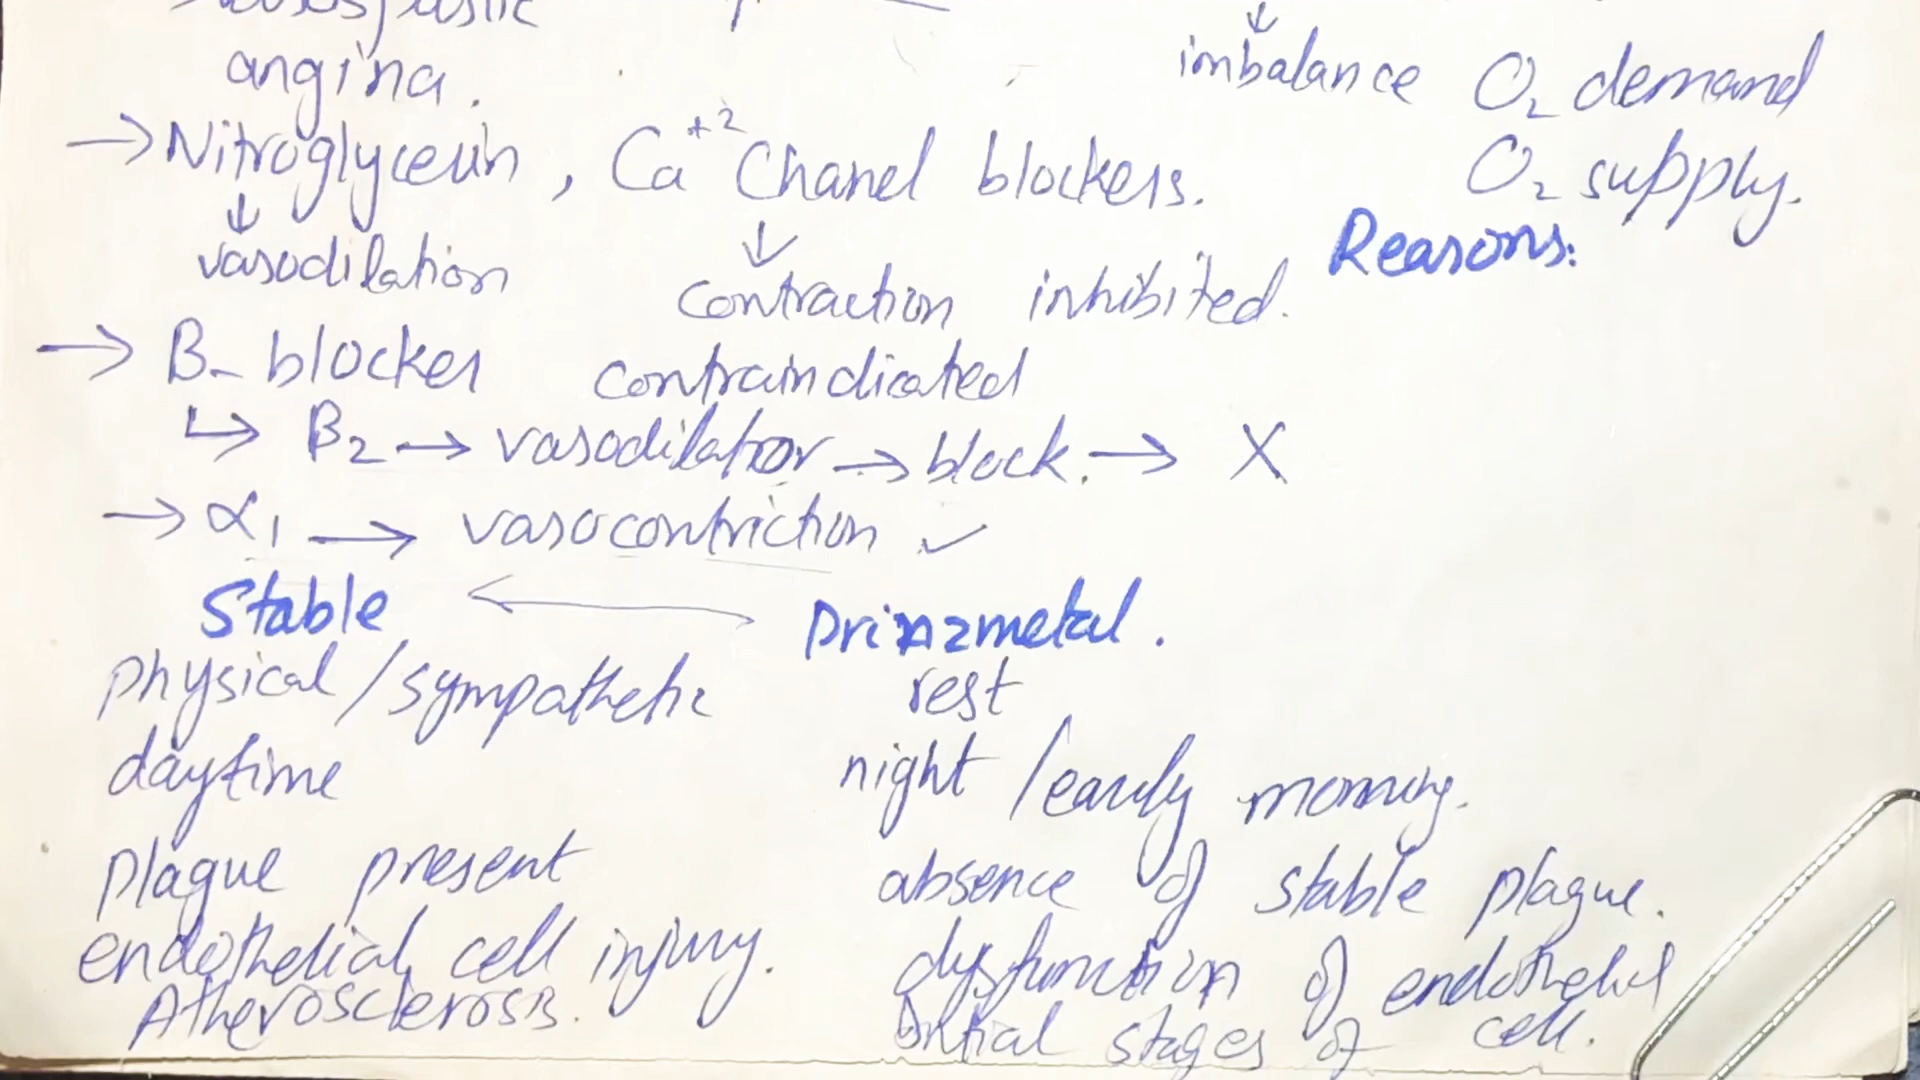 angina.
imbalance O₂ demand
O₂ supply.
→ Nitroglycerin, Ca⁺² Chanel blockers.
↓ ↓
vasodilation contraction inhibited.
Reasons:
→ B- blocker contraindicated
↳ B₂ → vasodilation → block. → X
→ α₁ → vasocontriction ✓
Stable ← Prinzmetal.
physical/sympathetic rest
daytime night/early morning.
plaque present absence of stable plaque.
endothelial cell injury. dysfunction of endothelial
Atherosclerosis. cell.
Initial stages of